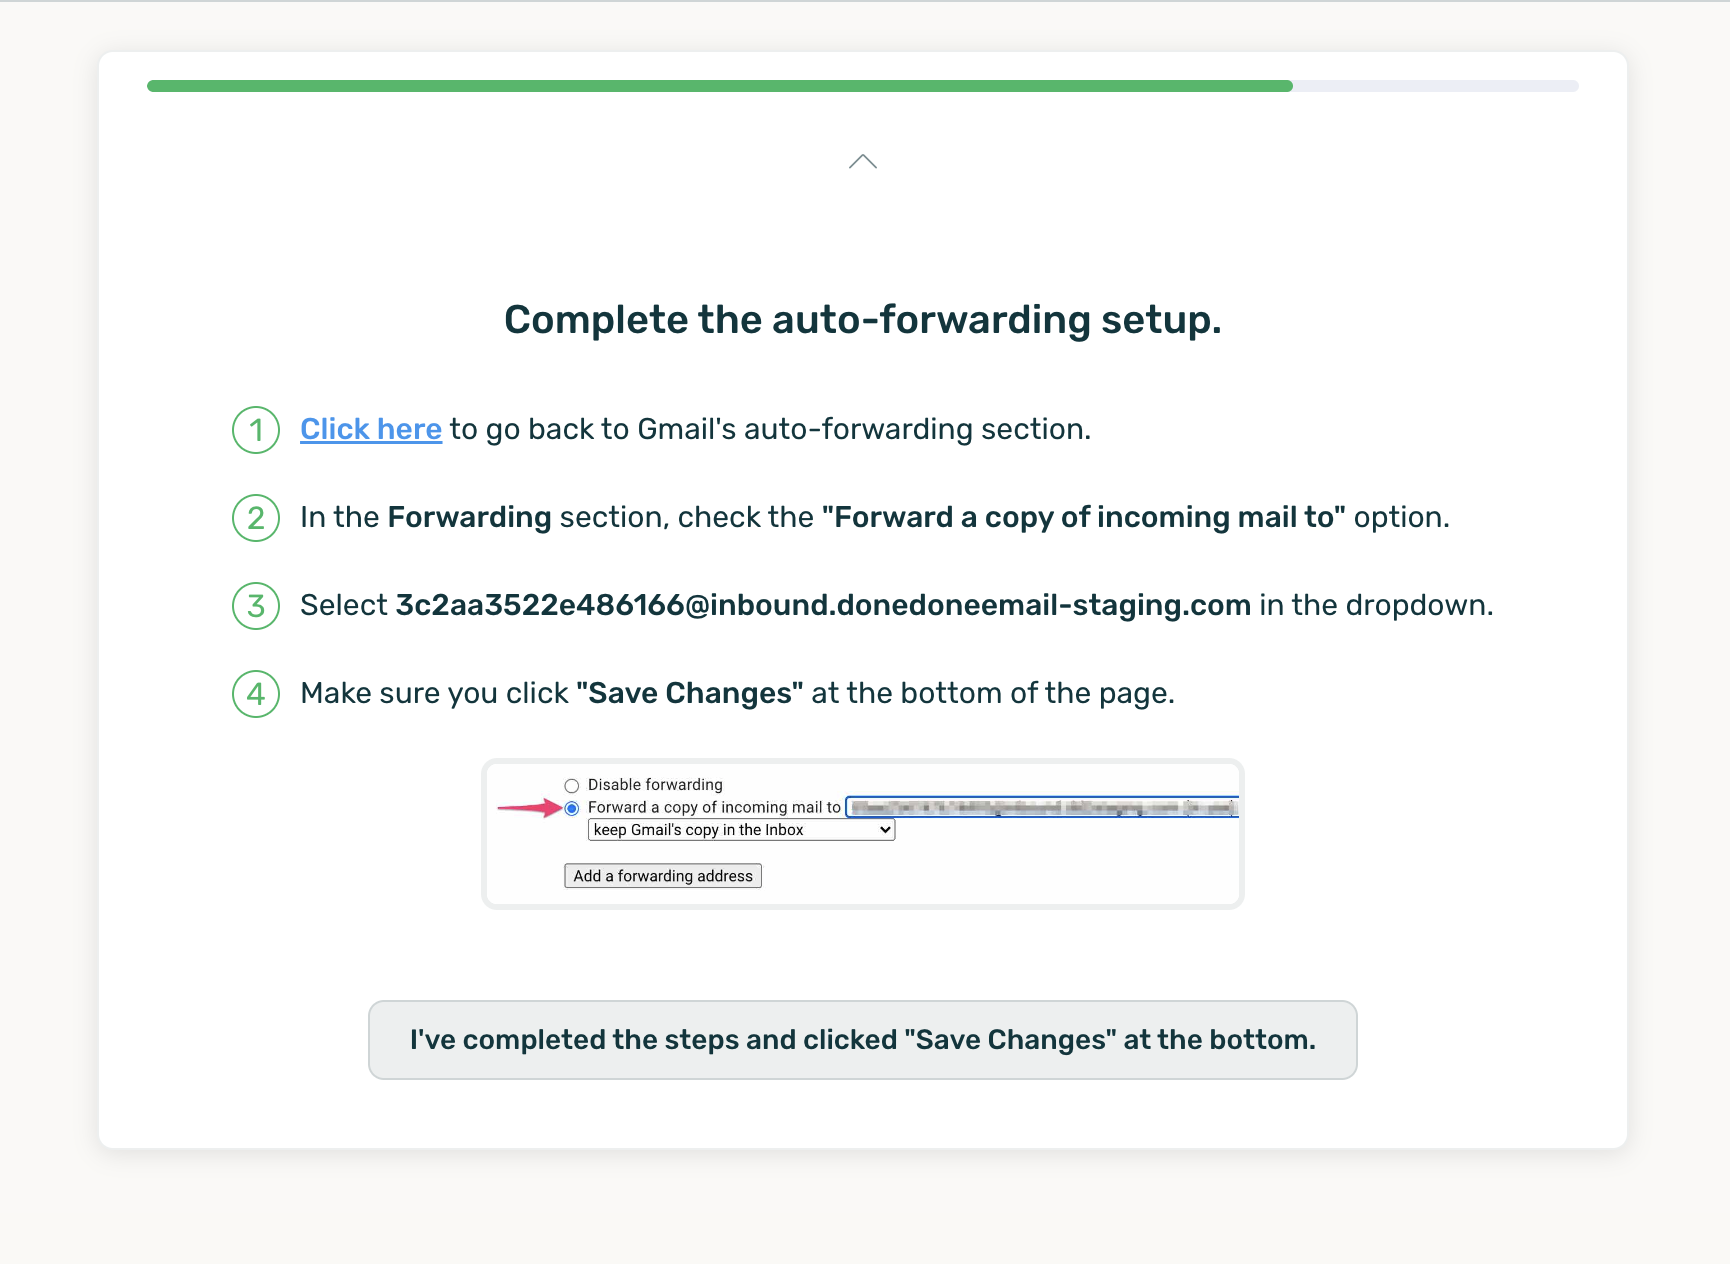 Complete the auto-forwarding setup.
1 Click here to go back to Gmail's auto-forwarding section.
2 In the Forwarding section, check the "Forward a copy of incoming mail to" option.
3 Select 3c2aa3522e486166@inbound.donedoneemail-staging.com in the dropdown.
4 Make sure you click "Save Changes" at the bottom of the page.
Disable forwarding
Forward a copy of incoming mail to
keep Gmail's copy in the Inbox
Add a forwarding address
I've completed the steps and clicked "Save Changes" at the bottom.